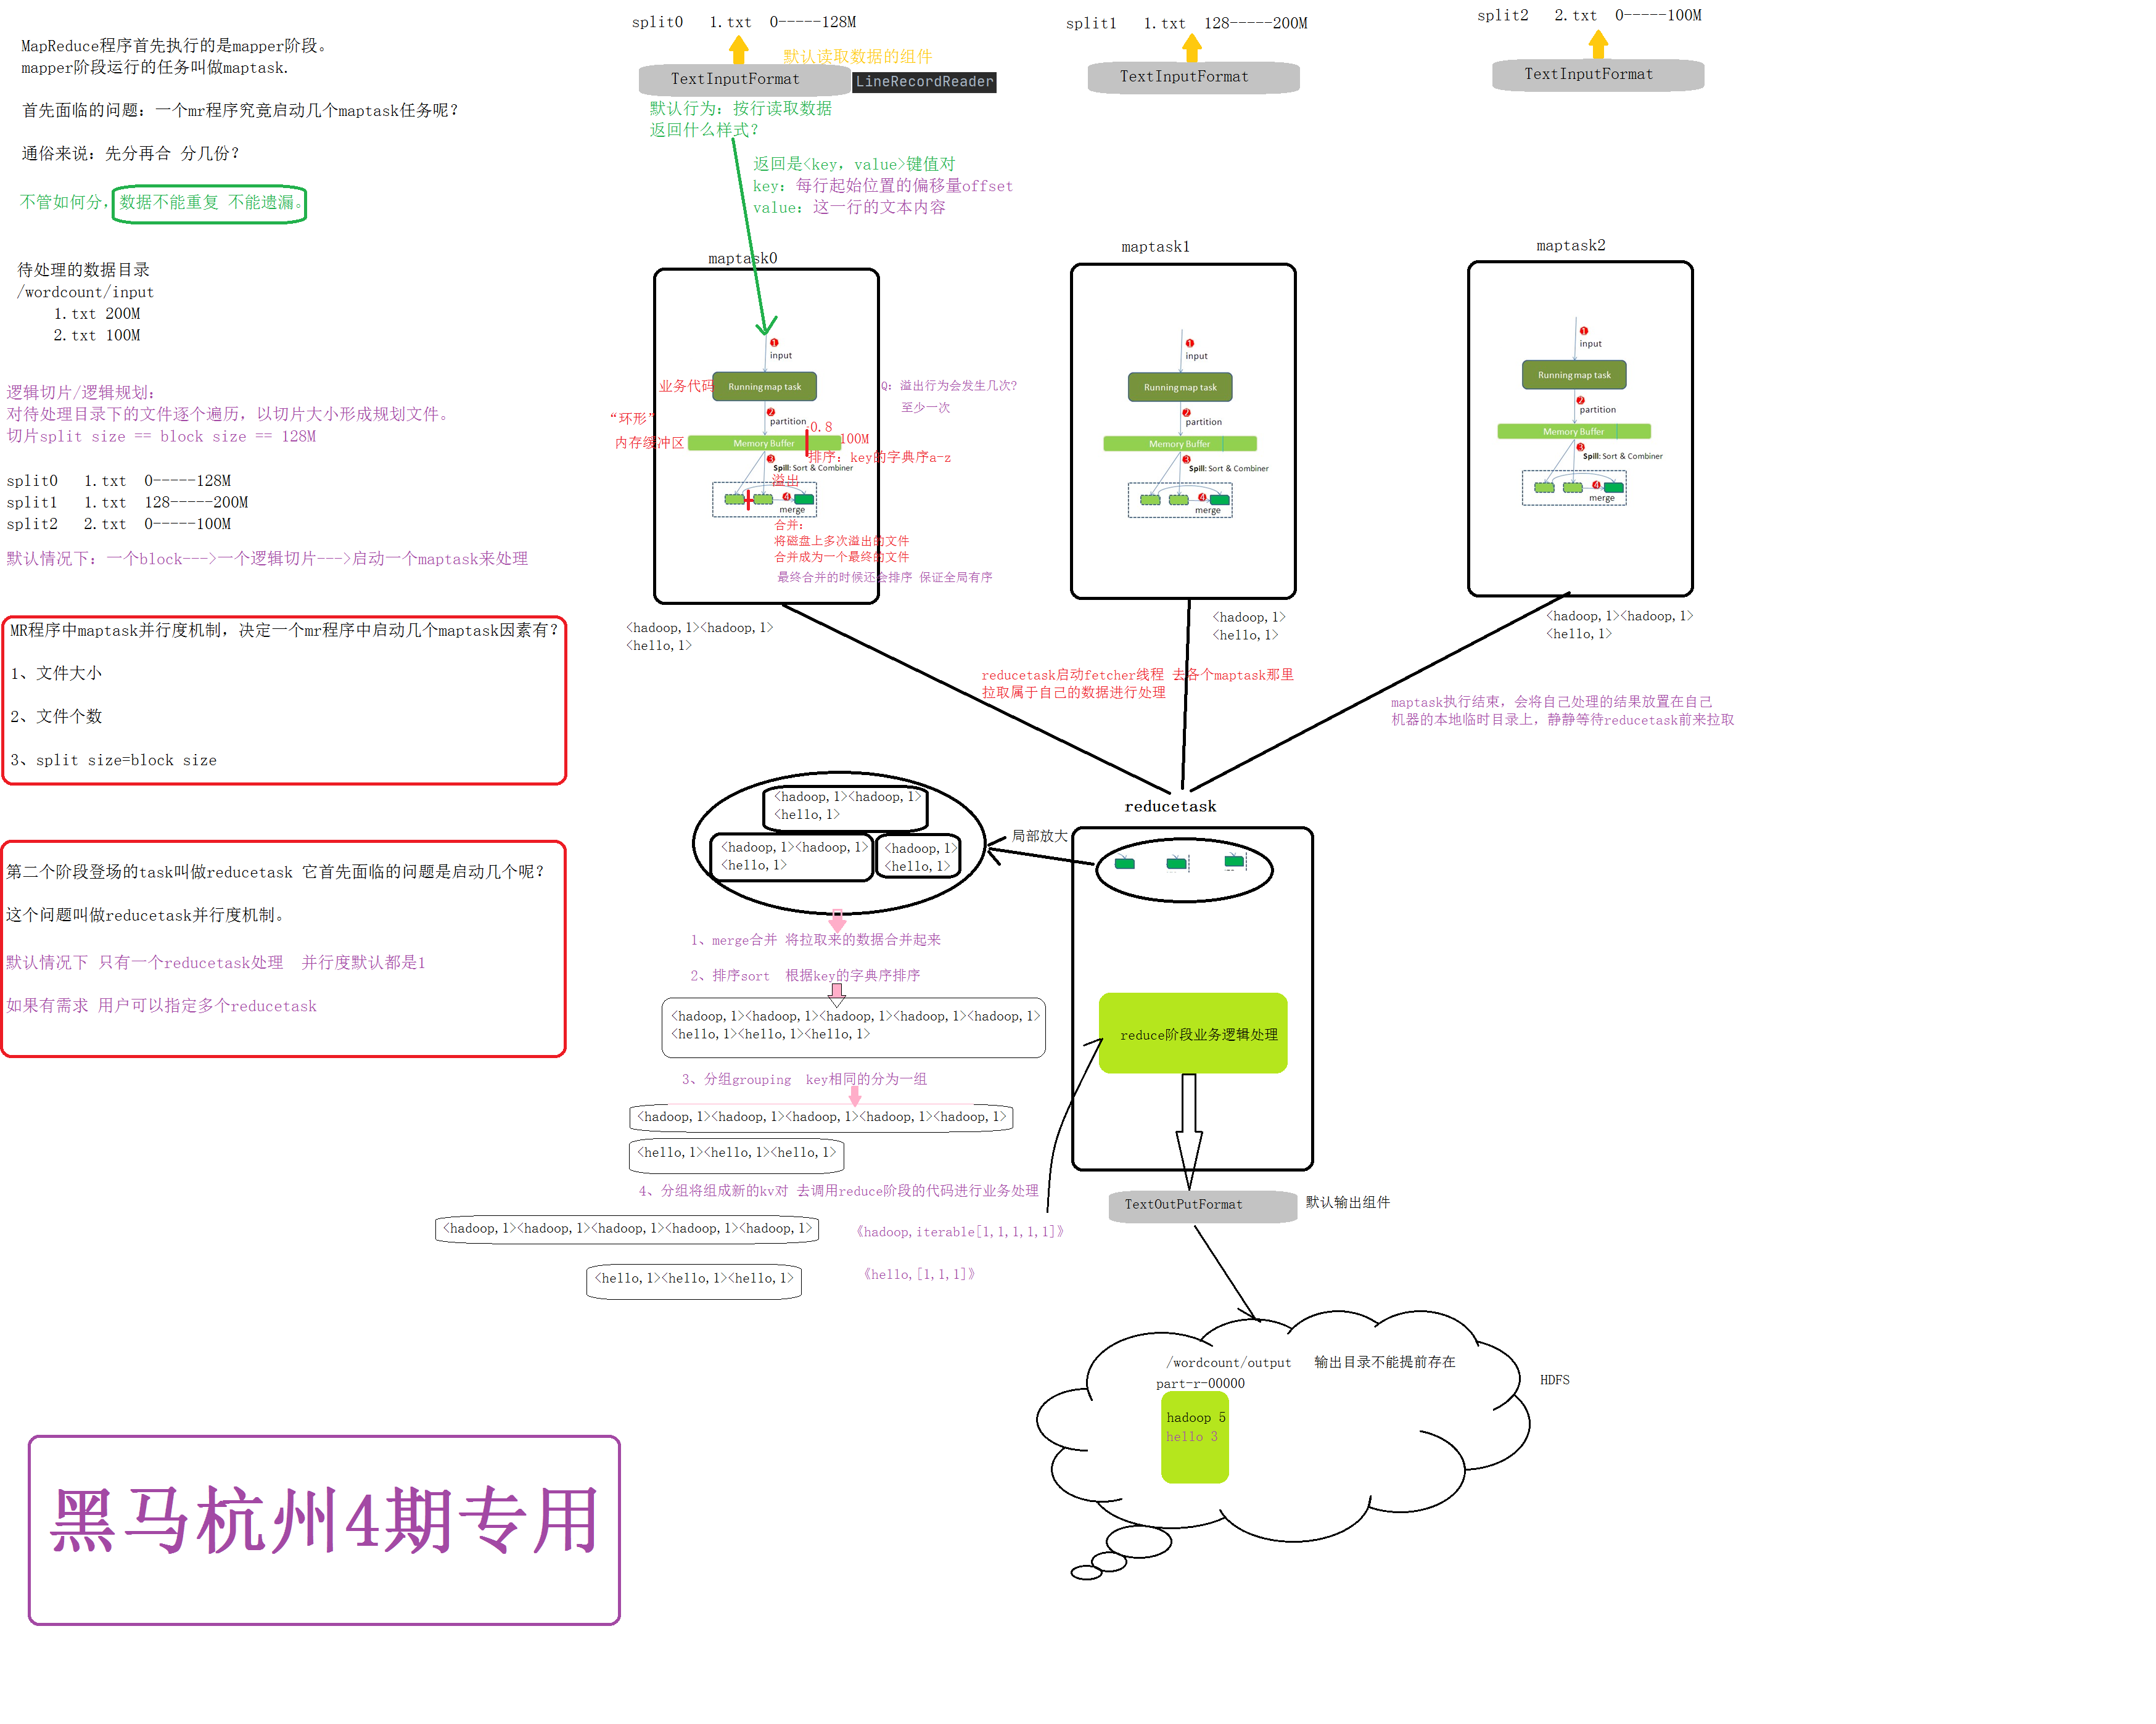 MapReduce程序首先执行的是mapper阶段。
mapper阶段运行的任务叫做maptask.
首先面临的问题：一个mr程序究竟启动几个maptask任务呢？
通俗来说：先分再合 分几份？
不管如何分，数据不能重复 不能遗漏。
待处理的数据目录
/wordcount/input
1.txt 200M
2.txt 100M
逻辑切片/逻辑规划：
对待处理目录下的文件逐个遍历，以切片大小形成规划文件。
切片split size == block size == 128M
split0 1.txt 0-----128M
split1 1.txt 128-----200M
split2 2.txt 0-----100M
默认情况下：一个block--->一个逻辑切片--->启动一个maptask来处理
MR程序中maptask并行度机制，决定一个mr程序中启动几个maptask因素有？
1、文件大小
2、文件个数
3、split size=block size
第二个阶段登场的task叫做reducetask 它首先面临的问题是启动几个呢？
这个问题叫做reducetask并行度机制。
默认情况下 只有一个reducetask处理 并行度默认都是1
如果有需求 用户可以指定多个reducetask
黑马杭州4期专用
split0 1.txt 0-----128M
默认读取数据的组件
TextInputFormat
LineRecordReader
默认行为：按行读取数据
返回什么样式？
返回是<key，value>键值对
key：每行起始位置的偏移量offset
value：这一行的文本内容
split1 1.txt 128-----200M
TextInputFormat
split2 2.txt 0-----100M
TextInputFormat
maptask0
1
input
业务代码
Running map task
Q：溢出行为会发生几次？
至少一次
2
partition
“环形”
内存缓冲区
0.8
100M
Memory Buffer
排序：key的字典序a-z
3
Spill: Sort & Combiner
溢出
4
merge
合并：
将磁盘上多次溢出的文件
合并成为一个最终的文件
最终合并的时候还会排序 保证全局有序
<hadoop,1><hadoop,1>
<hello,1>
maptask1
1
input
Running map task
2
partition
Memory Buffer
3
Spill: Sort & Combiner
4
merge
<hadoop,1>
<hello,1>
maptask2
1
input
Running map task
2
partition
Memory Buffer
3
Spill: Sort & Combiner
4
merge
<hadoop,1><hadoop,1>
<hello,1>
reducetask启动fetcher线程 去各个maptask那里
拉取属于自己的数据进行处理
maptask执行结束，会将自己处理的结果放置在自己
机器的本地临时目录上，静静等待reducetask前来拉取
reducetask
局部放大
<hadoop,1><hadoop,1>
<hello,1>
<hadoop,1><hadoop,1>
<hello,1>
<hadoop,1>
<hello,1>
1、merge合并 将拉取来的数据合并起来
2、排序sort 根据key的字典序排序
<hadoop,1><hadoop,1><hadoop,1><hadoop,1><hadoop,1>
<hello,1><hello,1><hello,1>
3、分组grouping key相同的分为一组
<hadoop,1><hadoop,1><hadoop,1><hadoop,1><hadoop,1>
<hello,1><hello,1><hello,1>
4、分组将组成新的kv对 去调用reduce阶段的代码进行业务处理
<hadoop,1><hadoop,1><hadoop,1><hadoop,1><hadoop,1>
《hadoop,iterable[1,1,1,1,1]》
<hello,1><hello,1><hello,1>
《hello,[1,1,1]》
reduce阶段业务逻辑处理
TextOutPutFormat
默认输出组件
/wordcount/output 输出目录不能提前存在
part-r-00000
hadoop 5
hello 3
HDFS